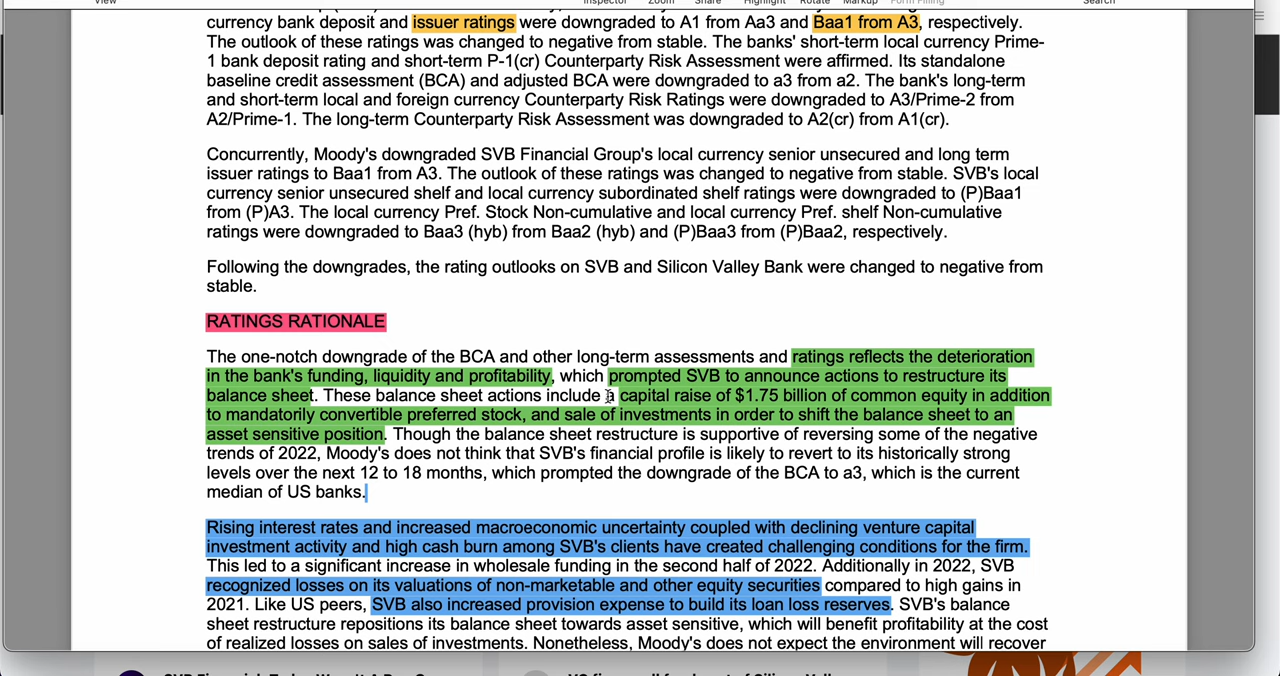 View
Inspector Zoom Share Highlight Rotate Markup Form Filling Search
currency bank deposit and issuer ratings were downgraded to A1 from Aa3 and Baa1 from A3, respectively.
The outlook of these ratings was changed to negative from stable. The banks' short-term local currency Prime-
1 bank deposit rating and short-term P-1(cr) Counterparty Risk Assessment were affirmed. Its standalone
baseline credit assessment (BCA) and adjusted BCA were downgraded to a3 from a2. The bank's long-term
and short-term local and foreign currency Counterparty Risk Ratings were downgraded to A3/Prime-2 from
A2/Prime-1. The long-term Counterparty Risk Assessment was downgraded to A2(cr) from A1(cr).
Concurrently, Moody's downgraded SVB Financial Group's local currency senior unsecured and long term
issuer ratings to Baa1 from A3. The outlook of these ratings was changed to negative from stable. SVB's local
currency senior unsecured shelf and local currency subordinated shelf ratings were downgraded to (P)Baa1
from (P)A3. The local currency Pref. Stock Non-cumulative and local currency Pref. shelf Non-cumulative
ratings were downgraded to Baa3 (hyb) from Baa2 (hyb) and (P)Baa3 from (P)Baa2, respectively.
Following the downgrades, the rating outlooks on SVB and Silicon Valley Bank were changed to negative from
stable.
RATINGS RATIONALE
The one-notch downgrade of the BCA and other long-term assessments and ratings reflects the deterioration
in the bank's funding, liquidity and profitability, which prompted SVB to announce actions to restructure its
balance sheet. These balance sheet actions include a capital raise of $1.75 billion of common equity in addition
to mandatorily convertible preferred stock, and sale of investments in order to shift the balance sheet to an
asset sensitive position. Though the balance sheet restructure is supportive of reversing some of the negative
trends of 2022, Moody's does not think that SVB's financial profile is likely to revert to its historically strong
levels over the next 12 to 18 months, which prompted the downgrade of the BCA to a3, which is the current
median of US banks.
Rising interest rates and increased macroeconomic uncertainty coupled with declining venture capital
investment activity and high cash burn among SVB's clients have created challenging conditions for the firm.
This led to a significant increase in wholesale funding in the second half of 2022. Additionally in 2022, SVB
recognized losses on its valuations of non-marketable and other equity securities compared to high gains in
2021. Like US peers, SVB also increased provision expense to build its loan loss reserves. SVB's balance
sheet restructure repositions its balance sheet towards asset sensitive, which will benefit profitability at the cost
of realized losses on sales of investments. Nonetheless, Moody's does not expect the environment will recover